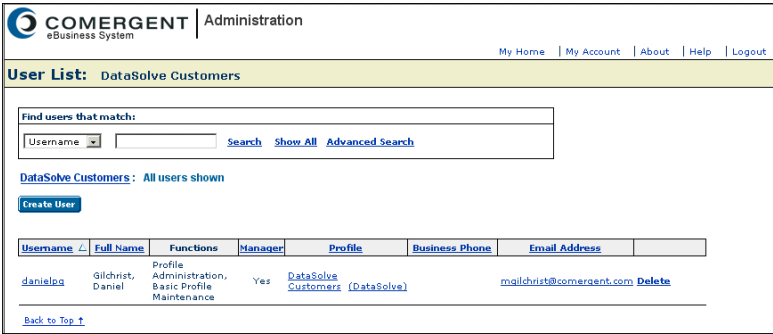 COMERGENT
eBusiness System
Administration
My Home | My Account | About | Help | Logout
User List: DataSolve Customers
Find users that match:
Username Search Show All Advanced Search
DataSolve Customers : All users shown
Create User
Username Full Name Functions Manager Profile Business Phone Email Address
danielpg Gilchrist, Daniel Profile Administration, Basic Profile Maintenance Yes DataSolve Customers (DataSolve) mgilchrist@comergent.com Delete
Back to Top ↑